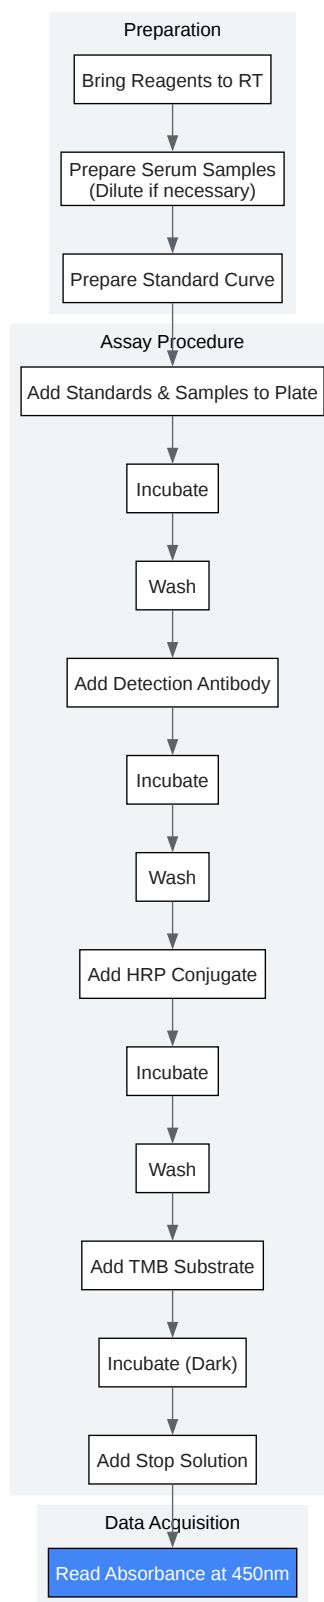 Preparation
Bring Reagents to RT
Prepare Serum Samples
(Dilute if necessary)
Prepare Standard Curve
Assay Procedure
Add Standards & Samples to Plate
Incubate
Wash
Add Detection Antibody
Incubate
Wash
Add HRP Conjugate
Incubate
Wash
Add TMB Substrate
Incubate (Dark)
Add Stop Solution
Data Acquisition
Read Absorbance at 450nm